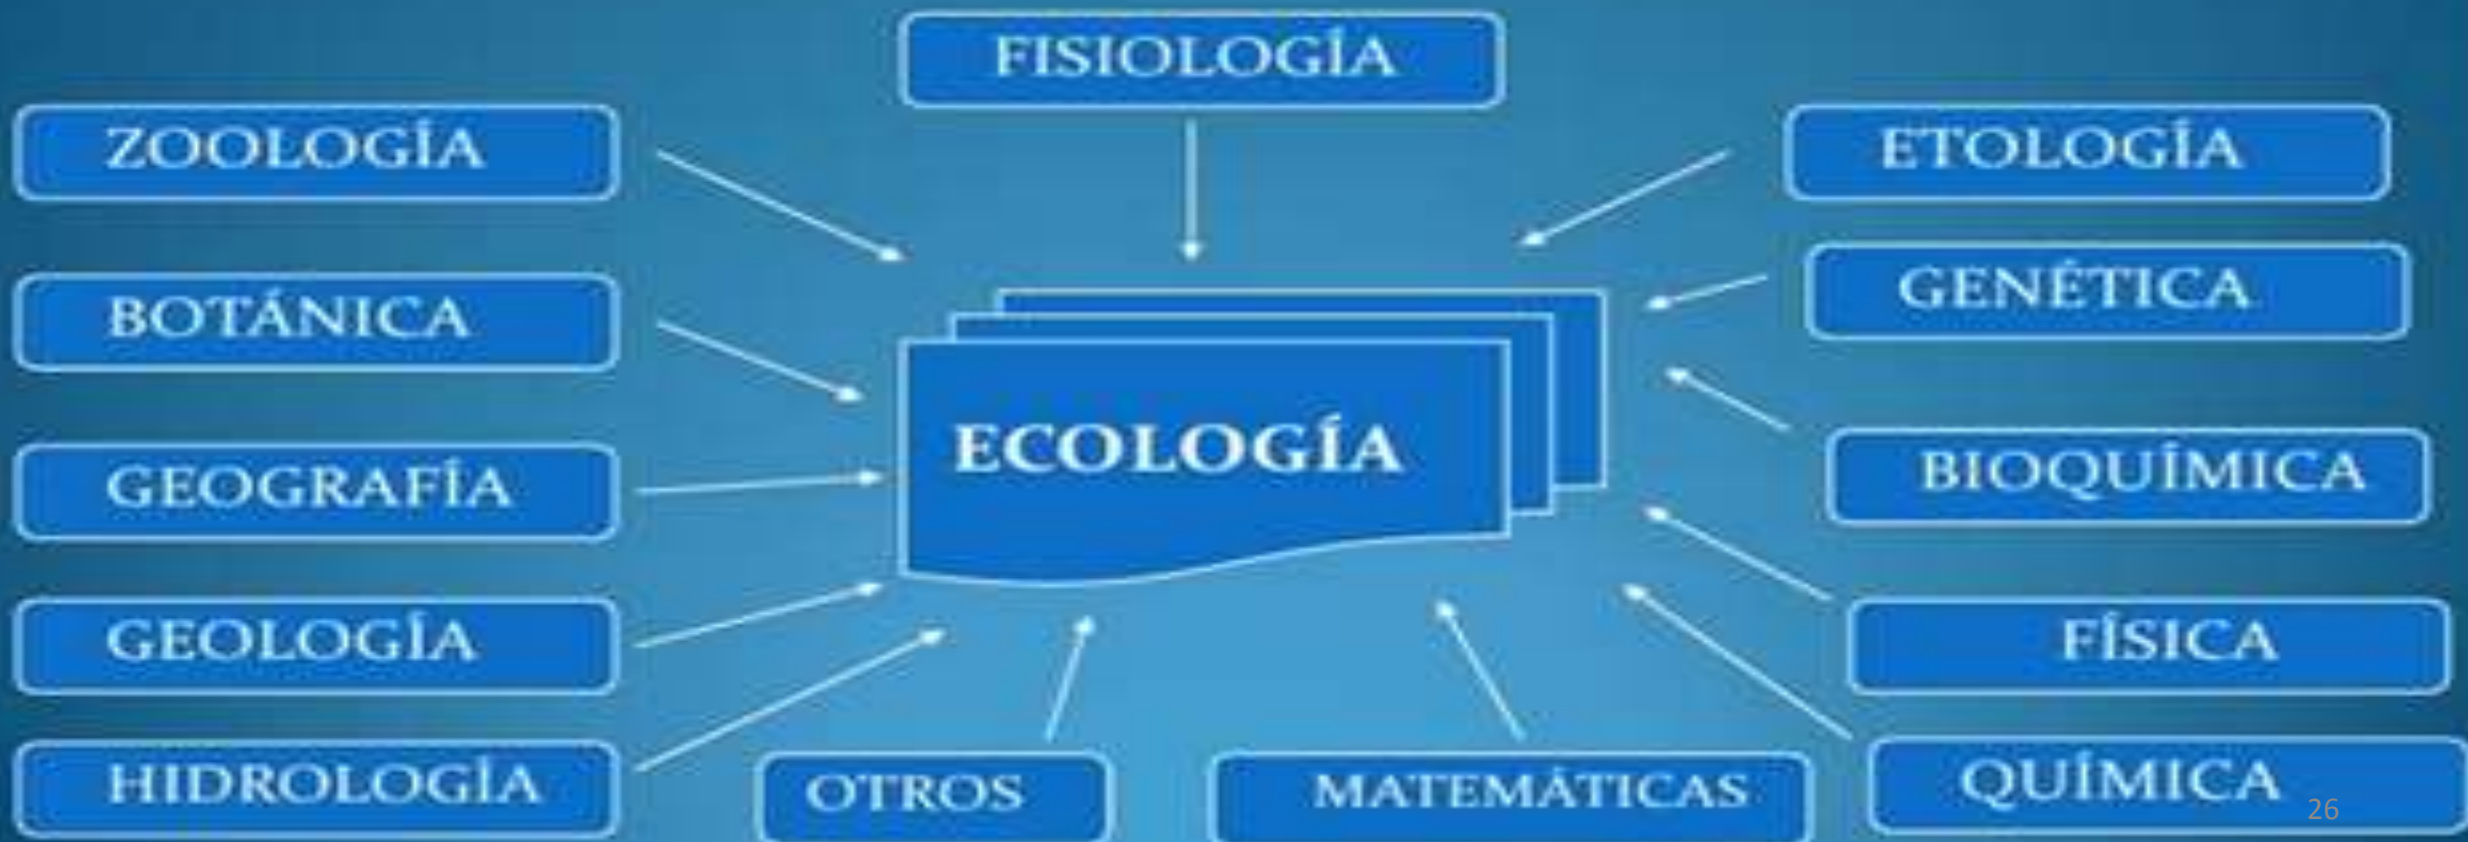 FISIOLOGÍA
ZOOLOGÍA
ETOLOGÍA
BOTÁNICA
GENÉTICA
ECOLOGÍA
GEOGRAFÍA
BIOQUÍMICA
GEOLOGÍA
FÍSICA
HIDROLOGÍA
OTROS
MATEMÁTICAS
QUÍMICA
26